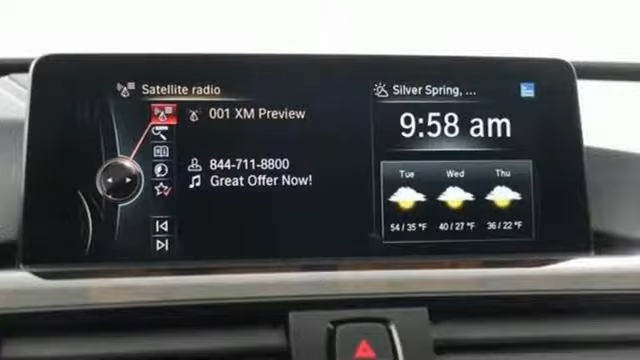 Satellite radio
001 XM Preview
844-711-8800
Great Offer Now!
Silver Spring, ...
9:58 am
Tue Wed Thu
54 / 35 °F 40 / 27 °F 36 / 22 °F